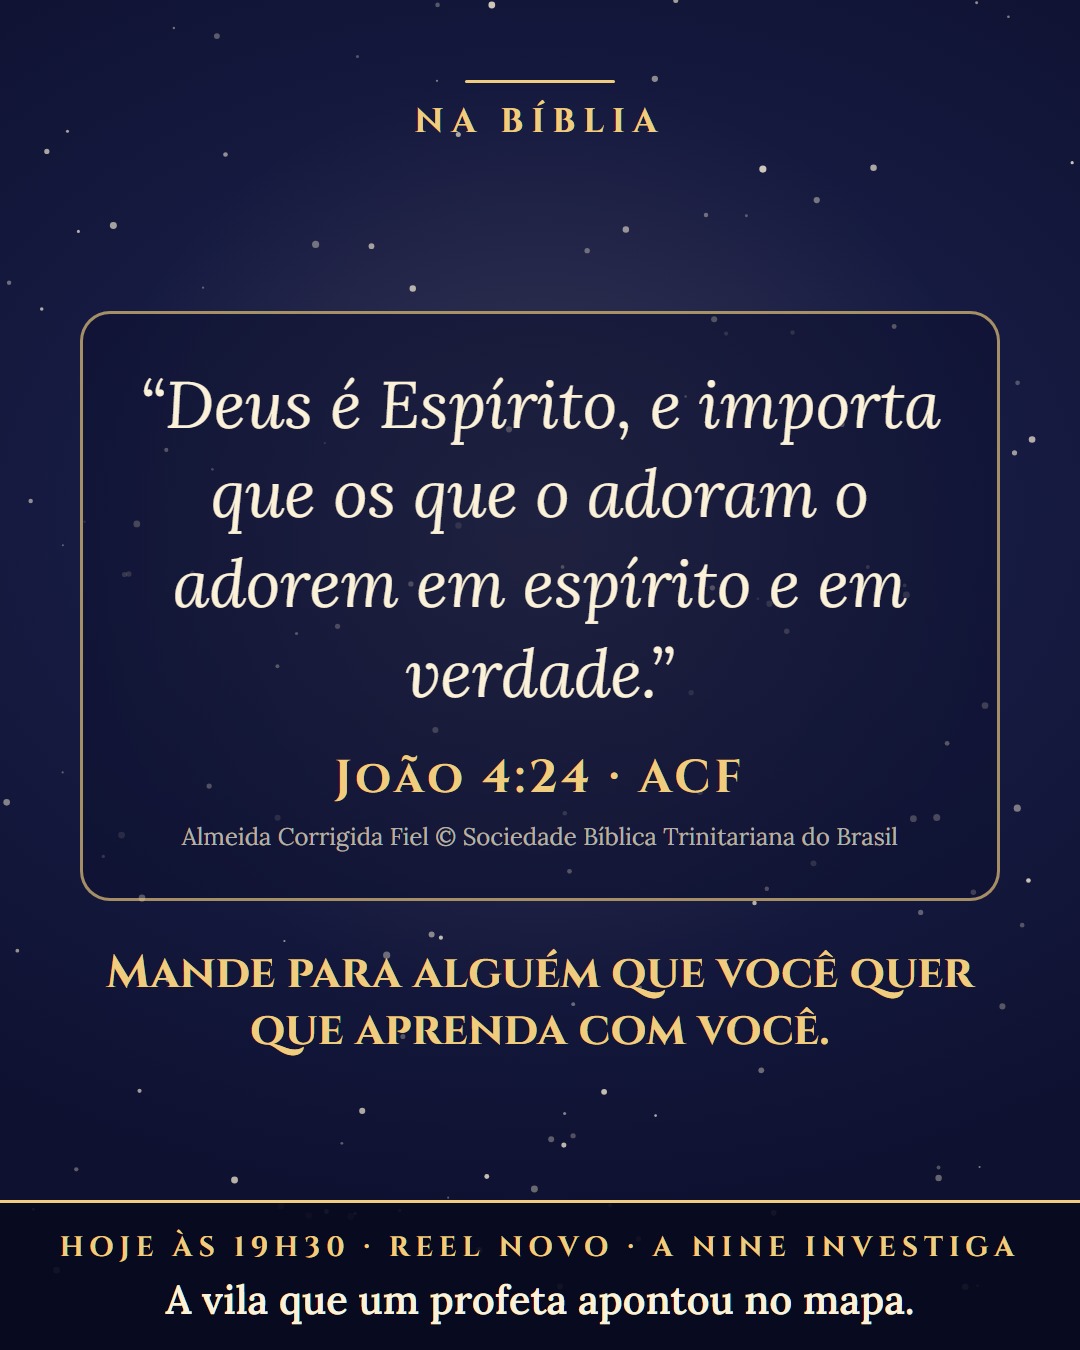 NA BÍBLIA
“Deus é Espírito, e importa
que os que o adoram o
adorem em espírito e em
verdade.”
João 4:24 · ACF
Almeida Corrigida Fiel © Sociedade Bíblica Trinitariana do Brasil
Mande para alguém que você quer
que aprenda com você.
HOJE ÀS 19H30 · REEL NOVO · A NINE INVESTIGA
A vila que um profeta apontou no mapa.